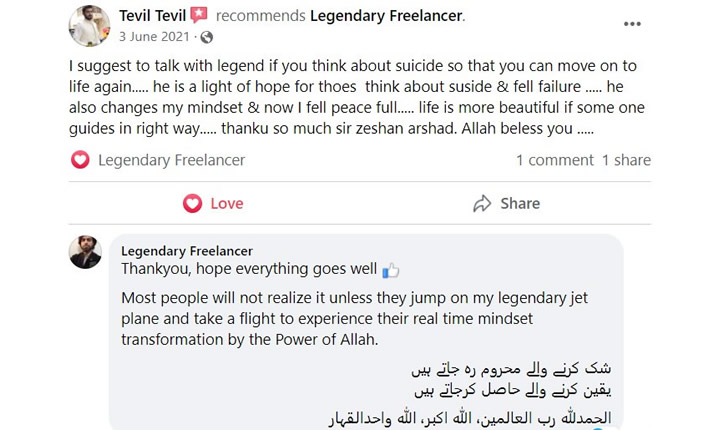 Tevil Tevil recommends Legendary Freelancer.
3 June 2021 ·
I suggest to talk with legend if you think about suicide so that you can move on to
life again..... he is a light of hope for thoes think about suside & fell failure ..... he
also changes my mindset & now I fell peace full..... life is more beautiful if some one
guides in right way..... thanku so much sir zeshan arshad. Allah beless you .....
Legendary Freelancer
1 comment 1 share
Love
Share
Legendary Freelancer
Thankyou, hope everything goes well
Most people will not realize it unless they jump on my legendary jet
plane and take a flight to experience their real time mindset
transformation by the Power of Allah.
شک کرنے والے محروم رہ جاتے ہیں
یقین کرنے والے حاصل کرجاتے ہیں
الحمدللہ رب العالمین، اللہ اکبر، اللہ واحدالقہار